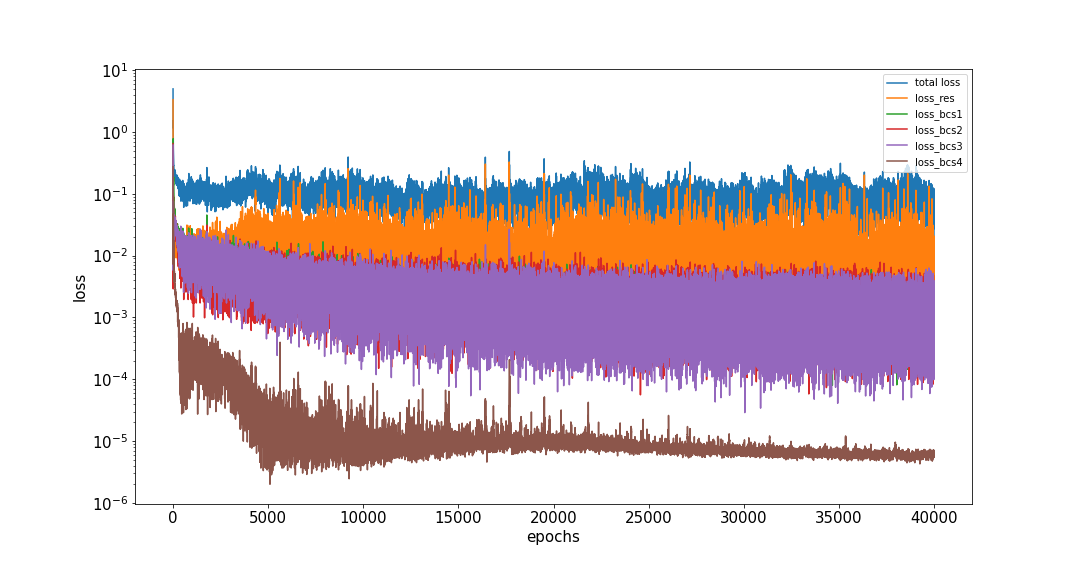 10^1
10^0
10^-1
10^-2
10^-3
10^-4
10^-5
10^-6
loss
total loss
loss_res
loss_bcs1
loss_bcs2
loss_bcs3
loss_bcs4
0 5000 10000 15000 20000 25000 30000 35000 40000
epochs